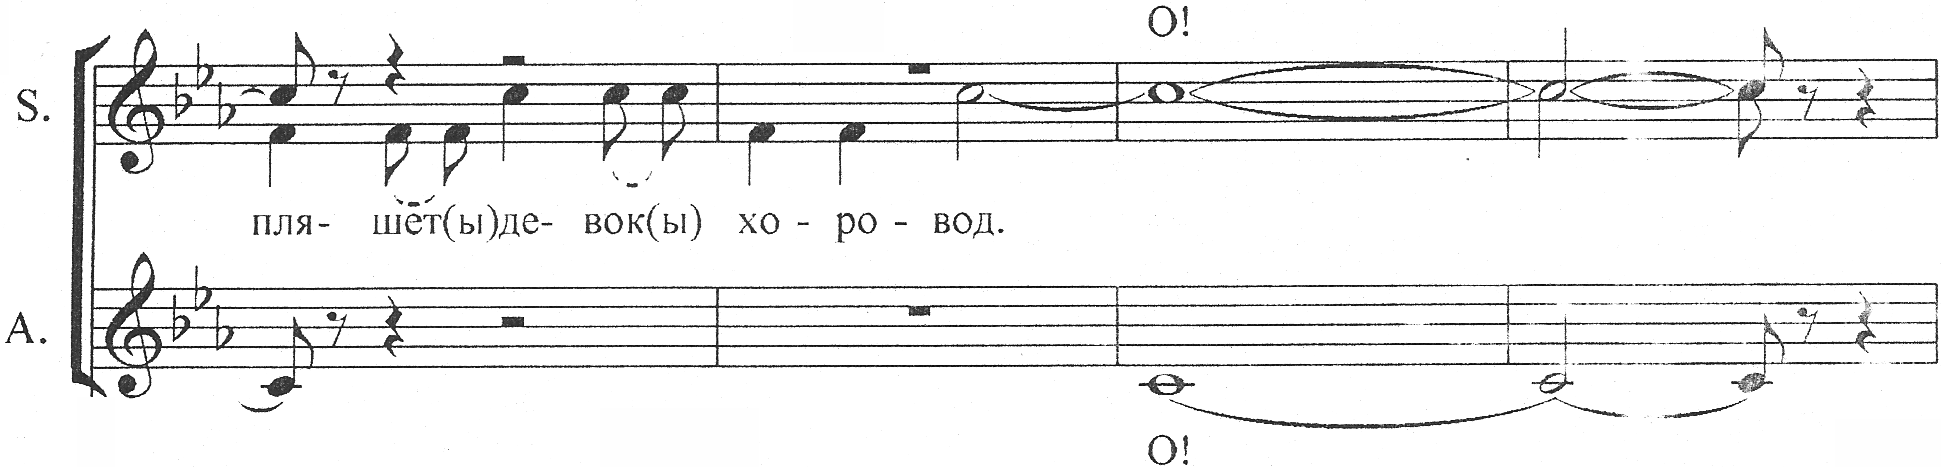 О!
S.
пля- шет(ы)де- вок(ы) хо - ро - вод.
A.
О!